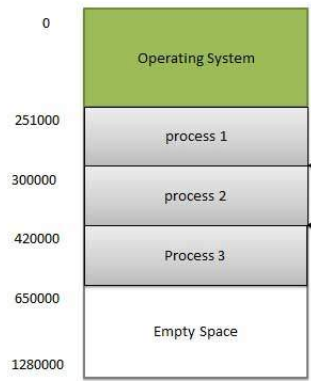 0
Operating System
251000
process 1
300000
process 2
420000
Process 3
650000
Empty Space
1280000